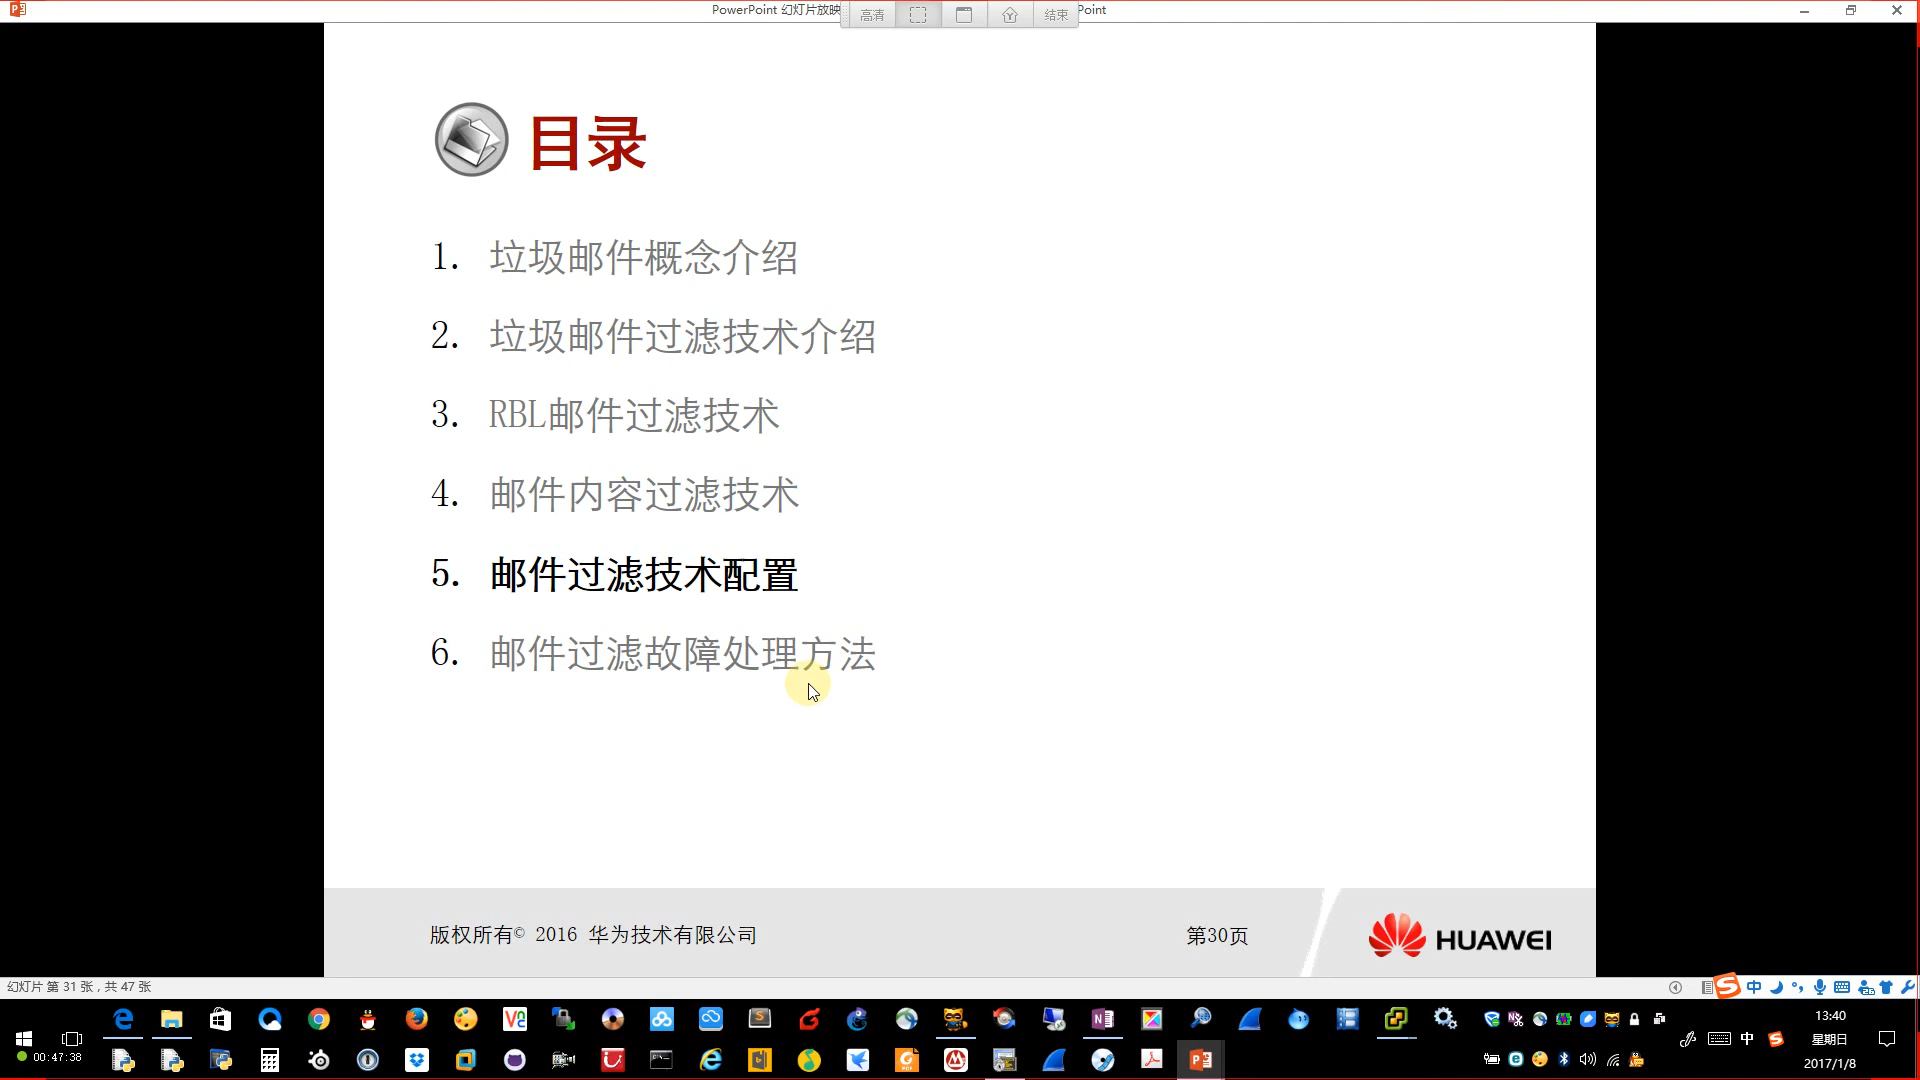 PowerPoint 幻灯片放映
高清
结束
Point
目录
1. 垃圾邮件概念介绍
2. 垃圾邮件过滤技术介绍
3. RBL邮件过滤技术
4. 邮件内容过滤技术
5. 邮件过滤技术配置
6. 邮件过滤故障处理方法
版权所有© 2016 华为技术有限公司
第30页
HUAWEI
幻灯片 第 31 张，共 47 张
中
13:40
中
星期日
00:47:38
2017/1/8